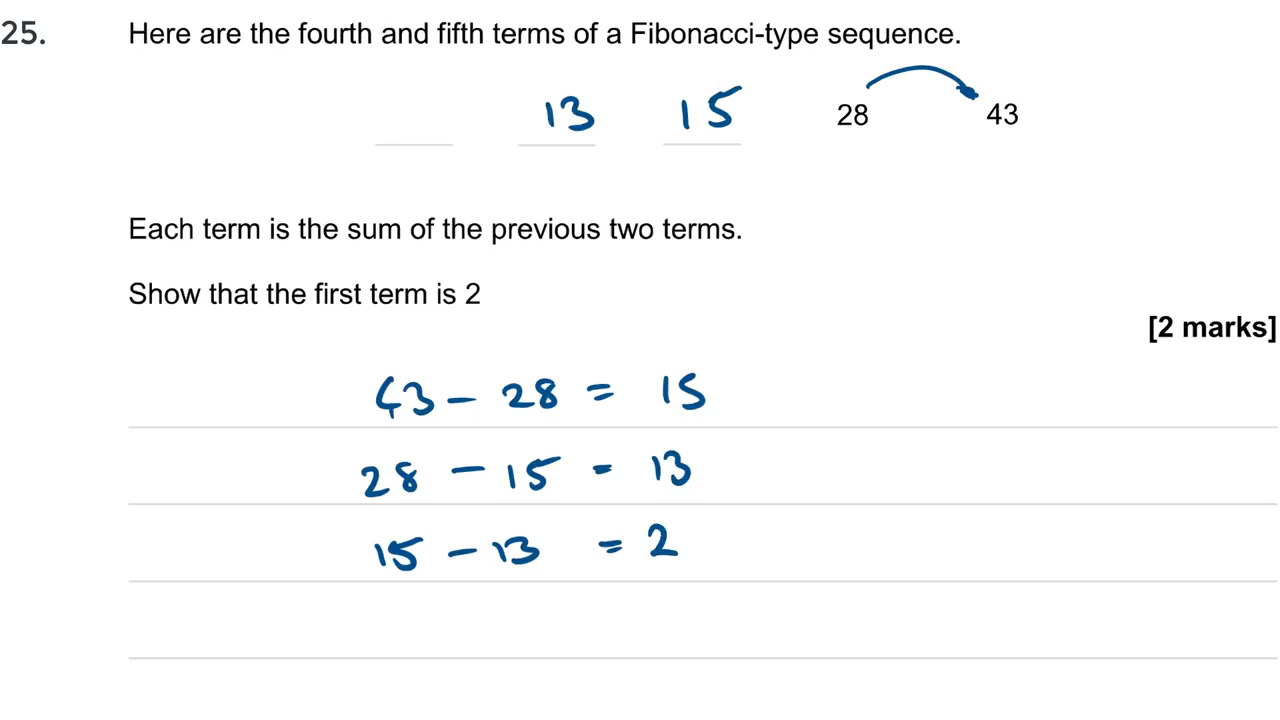 25. Here are the fourth and fifth terms of a Fibonacci-type sequence.
13 15 28 43
Each term is the sum of the previous two terms.
Show that the first term is 2
[2 marks]
43 - 28 = 15
28 - 15 = 13
15 - 13 = 2